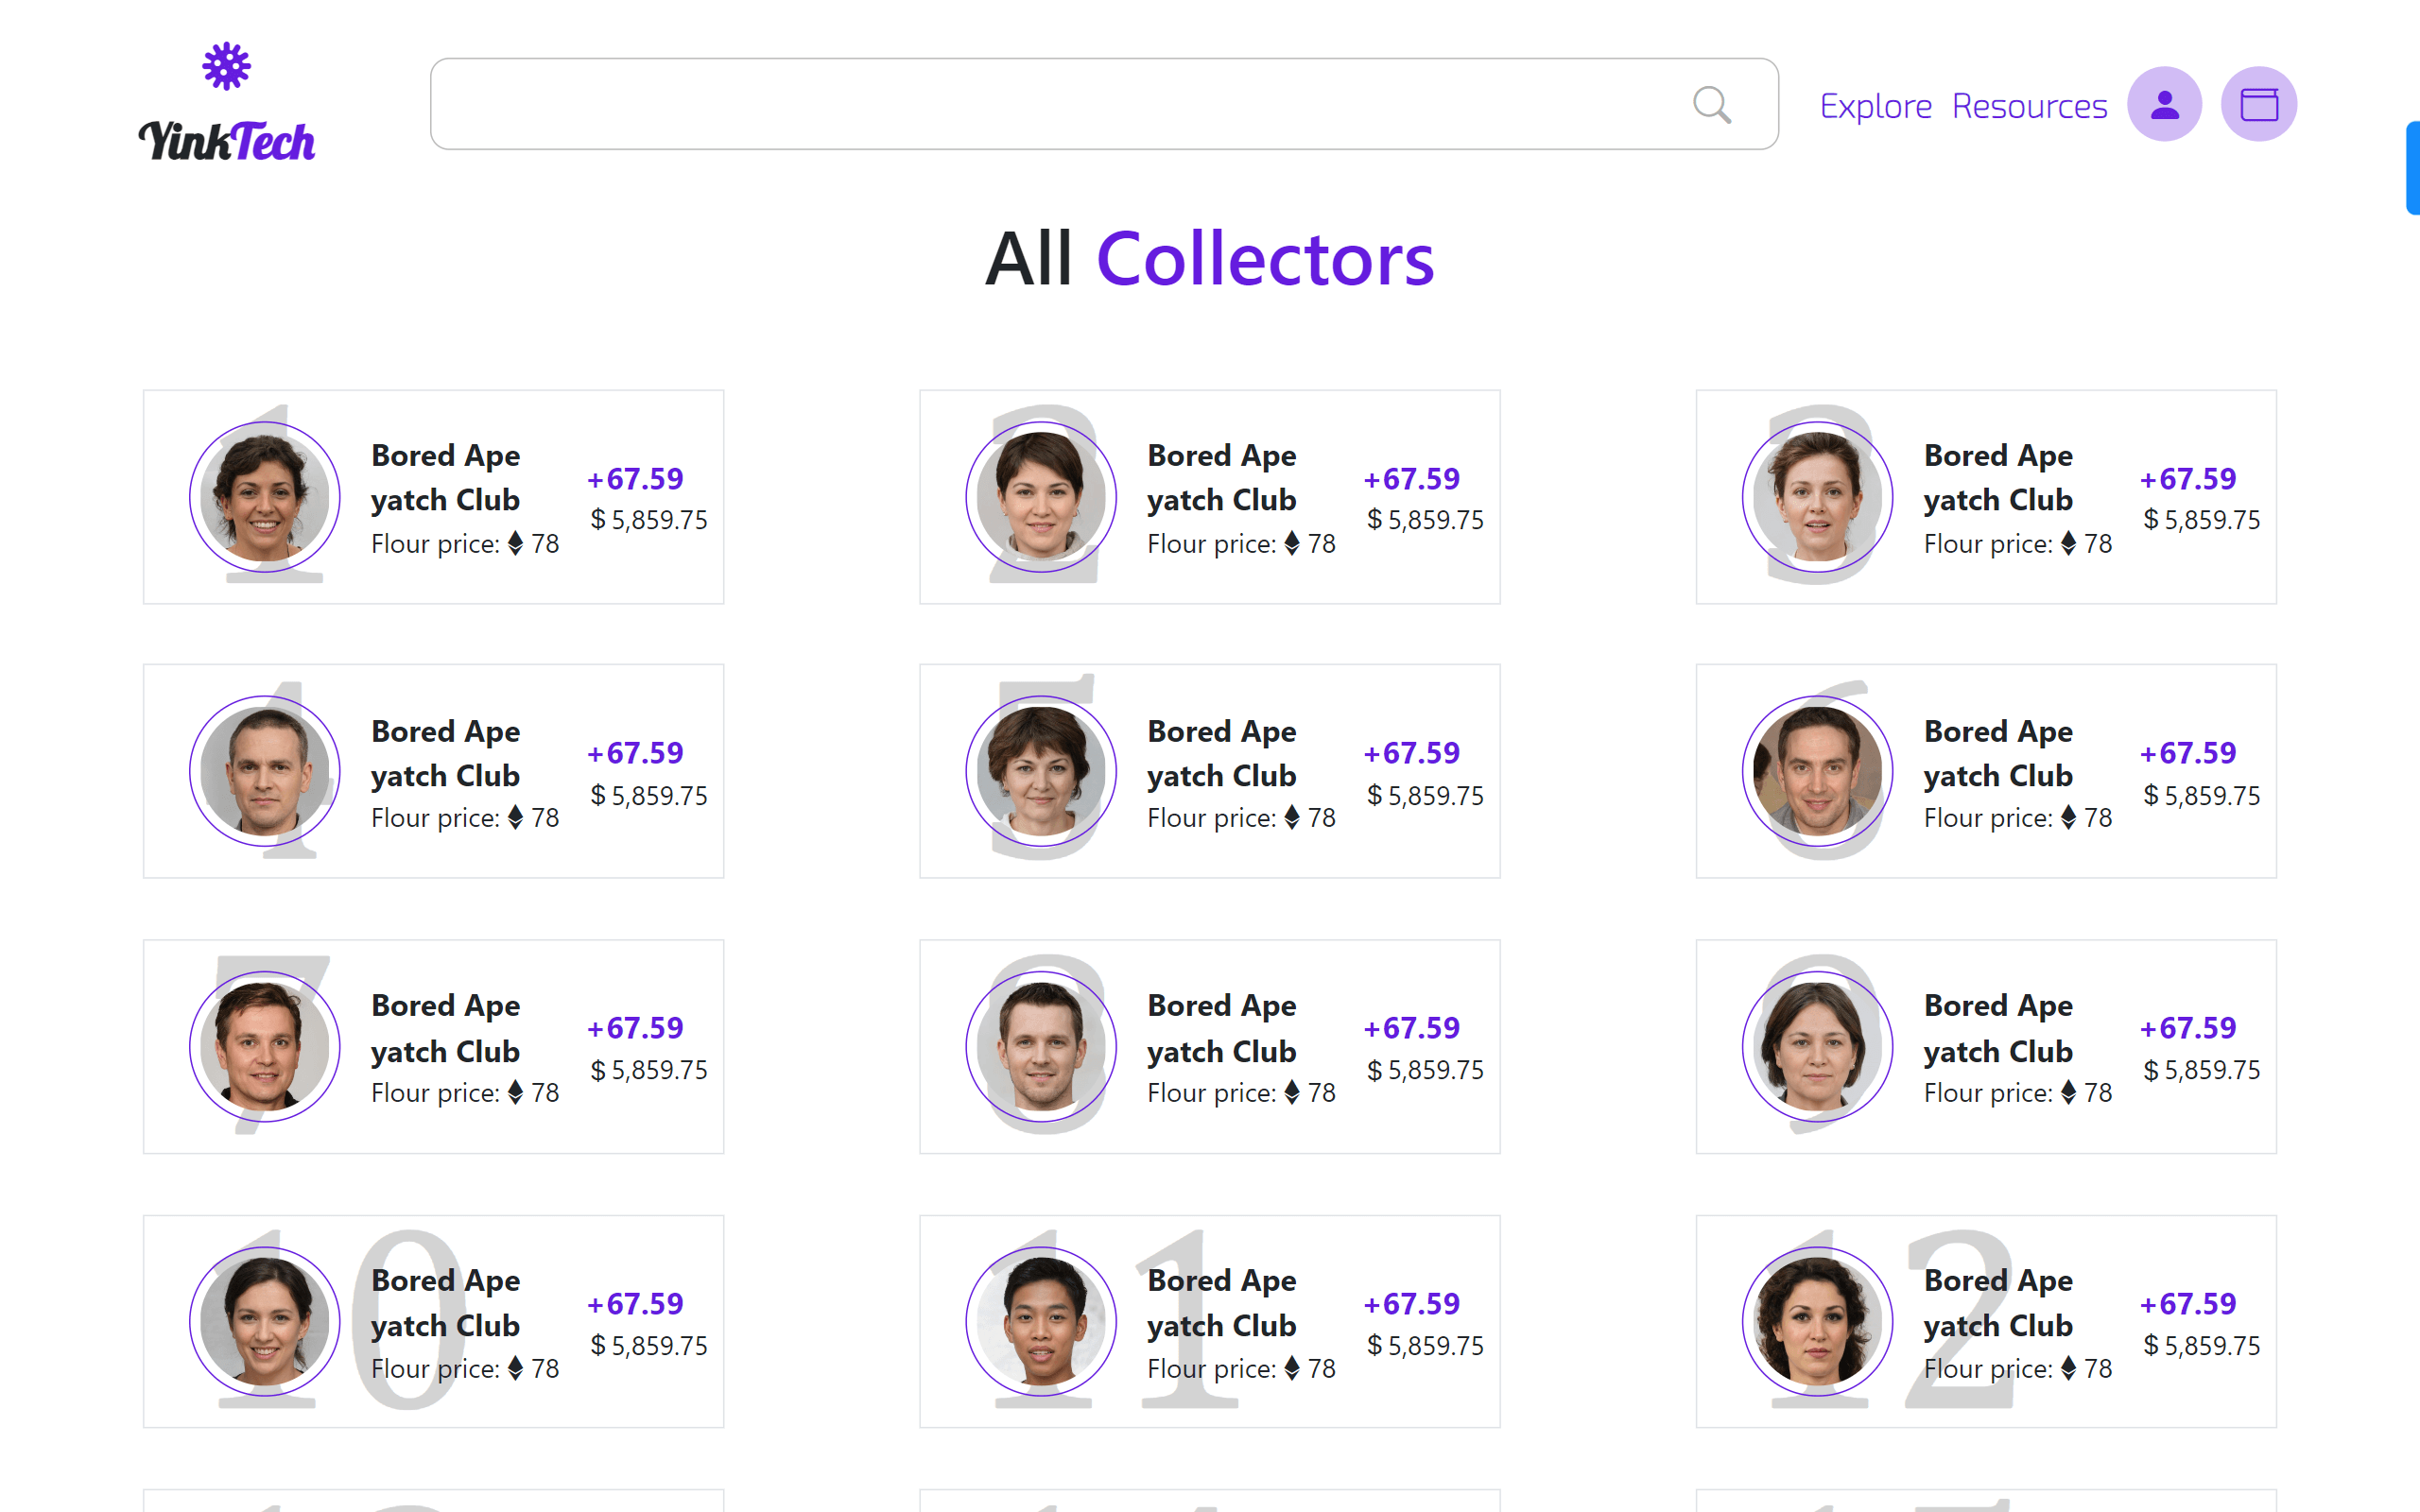 YinkTech
Explore Resources
All Collectors
1
Bored Ape
yatch Club
Flour price: 78
+67.59
$ 5,859.75
2
Bored Ape
yatch Club
Flour price: 78
+67.59
$ 5,859.75
3
Bored Ape
yatch Club
Flour price: 78
+67.59
$ 5,859.75
4
Bored Ape
yatch Club
Flour price: 78
+67.59
$ 5,859.75
5
Bored Ape
yatch Club
Flour price: 78
+67.59
$ 5,859.75
6
Bored Ape
yatch Club
Flour price: 78
+67.59
$ 5,859.75
7
Bored Ape
yatch Club
Flour price: 78
+67.59
$ 5,859.75
8
Bored Ape
yatch Club
Flour price: 78
+67.59
$ 5,859.75
9
Bored Ape
yatch Club
Flour price: 78
+67.59
$ 5,859.75
10
Bored Ape
yatch Club
Flour price: 78
+67.59
$ 5,859.75
11
Bored Ape
yatch Club
Flour price: 78
+67.59
$ 5,859.75
12
Bored Ape
yatch Club
Flour price: 78
+67.59
$ 5,859.75